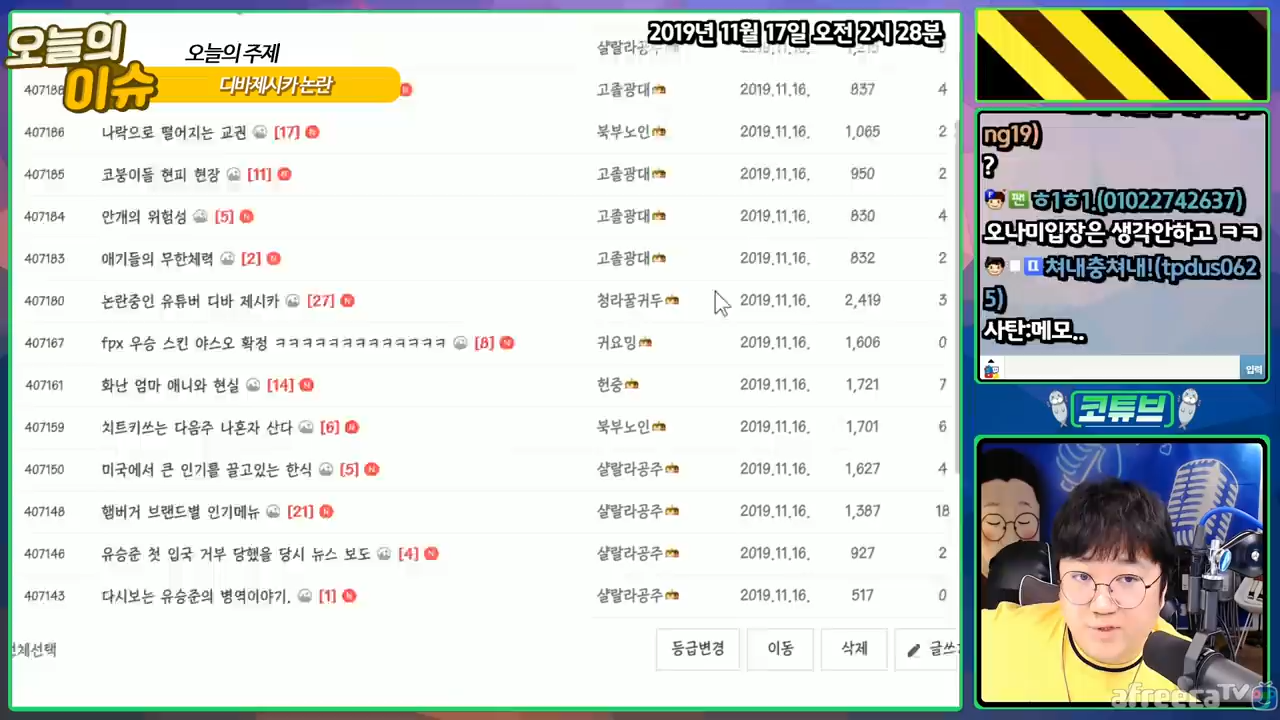 오늘의
이슈
오늘의 주제
디바제시카 논란
2019년 11월 17일 오전 2시 28분
샬랄라공주
407188 고졸광대 2019.11.16. 837 4
407186 나락으로 떨어지는 교권 [17] N 북부노인 2019.11.16. 1,065 2
407185 코붕이들 현피 현장 [11] N 고졸광대 2019.11.16. 950 2
407184 안개의 위험성 [5] N 고졸광대 2019.11.16. 830 4
407183 애기들의 무한체력 [2] N 고졸광대 2019.11.16. 832 2
407180 논란중인 유튜버 디바 제시카 [27] N 청라꿀귀두 2019.11.16. 2,419 3
407167 fpx 우승 스킨 야스오 확정 ㅋㅋㅋㅋㅋㅋㅋㅋㅋㅋㅋㅋㅋ [8] N 귀요밍 2019.11.16. 1,606 0
407161 화난 엄마 애니와 현실 [14] N 헌중 2019.11.16. 1,721 7
407159 치트키쓰는 다음주 나혼자 산다 [6] N 북부노인 2019.11.16. 1,701 6
407150 미국에서 큰 인기를 끌고있는 한식 [5] N 샬랄라공주 2019.11.16. 1,627 4
407148 햄버거 브랜드별 인기메뉴 [21] N 샬랄라공주 2019.11.16. 1,387 18
407146 유승준 첫 입국 거부 당했을 당시 뉴스 보도 [4] N 샬랄라공주 2019.11.16. 927 2
407143 다시보는 유승준의 병역이야기. [1] N 샬랄라공주 2019.11.16. 517 0
전체선택
등급변경 이동 삭제 글쓰
ng19)
?
F 팬 ㅎ1ㅎ1.(01022742637)
오나미입장은 생각안하고 ㅋㅋ
쳐내충쳐내!(tpdus062
5)
사탄:메모..
입력
코튜브
afreecaTV